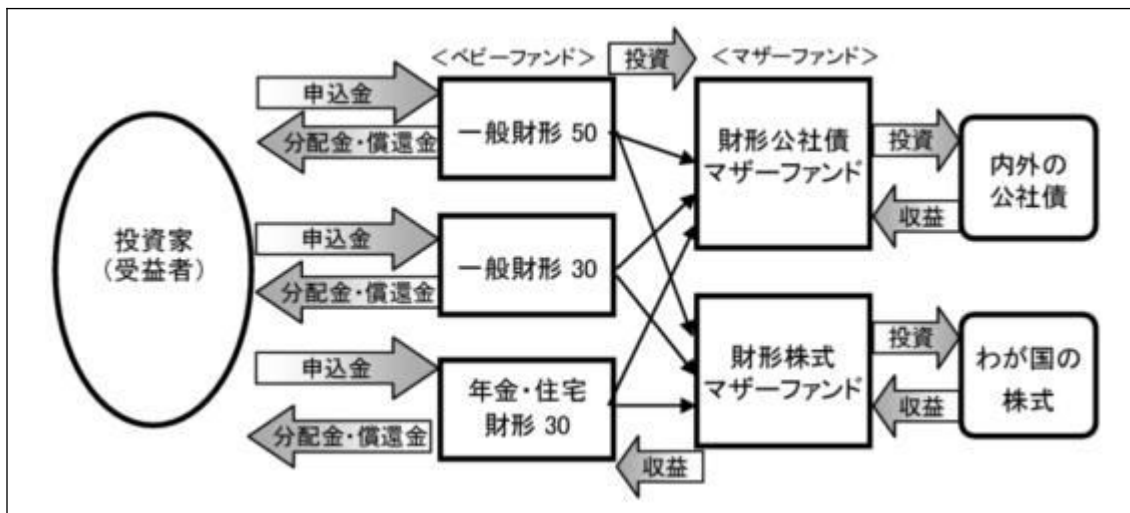 <ベビーファンド>
投資
<マザーファンド>
申込金
分配金・償還金
一般財形 50
財形公社債
マザーファンド
投資
収益
内外の
公社債
投資家
(受益者)
申込金
分配金・償還金
一般財形 30
申込金
分配金・償還金
年金・住宅
財形 30
収益
財形株式
マザーファンド
投資
収益
わが国の
株式